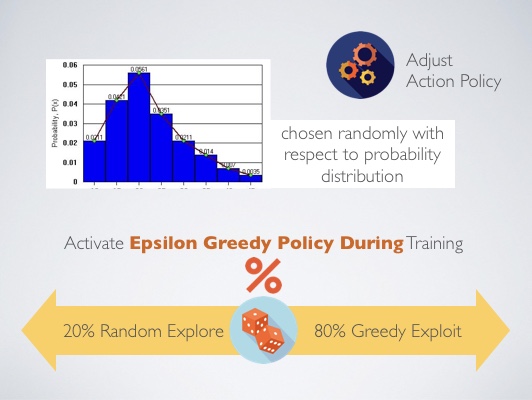 Adjust
Action Policy
0.06
0.05
0.04
0.03
0.02
0.01
0
Probability, P(x)
0.0211
0.0421
0.0561
0.0351
0.0211
0.014
0.007
0.0035
chosen randomly with
respect to probability
distribution
Activate Epsilon Greedy Policy During Training
%
20% Random Explore
80% Greedy Exploit